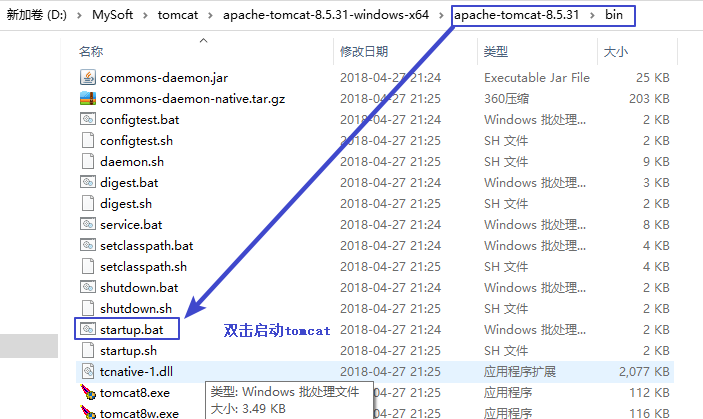 新加卷 (D:) > MySoft > tomcat > apache-tomcat-8.5.31-windows-x64 > apache-tomcat-8.5.31 > bin
名称 修改日期 类型 大小
commons-daemon.jar 2018-04-27 21:24 Executable Jar File 25 KB
commons-daemon-native.tar.gz 2018-04-27 21:25 360压缩 203 KB
configtest.bat 2018-04-27 21:24 Windows 批处理... 2 KB
configtest.sh 2018-04-27 21:25 SH 文件 2 KB
daemon.sh 2018-04-27 21:25 SH 文件 9 KB
digest.bat 2018-04-27 21:24 Windows 批处理... 3 KB
digest.sh 2018-04-27 21:25 SH 文件 2 KB
service.bat 2018-04-27 21:24 Windows 批处理... 8 KB
setclasspath.bat 2018-04-27 21:24 Windows 批处理... 4 KB
setclasspath.sh 2018-04-27 21:25 SH 文件 4 KB
shutdown.bat 2018-04-27 21:24 Windows 批处理... 2 KB
shutdown.sh 2018-04-27 21:25 SH 文件 2 KB
startup.bat 双击启动tomcat 2018-04-27 21:24 Windows 批处理... 2 KB
startup.sh 2018-04-27 21:25 SH 文件 2 KB
tcnative-1.dll 2018-04-27 21:25 应用程序扩展 2,077 KB
tomcat8.exe 2018-04-27 21:25 应用程序 112 KB
类型: Windows 批处理文件
tomcat8w.exe 2018-04-27 21:25 应用程序 116 KB
大小: 3.49 KB